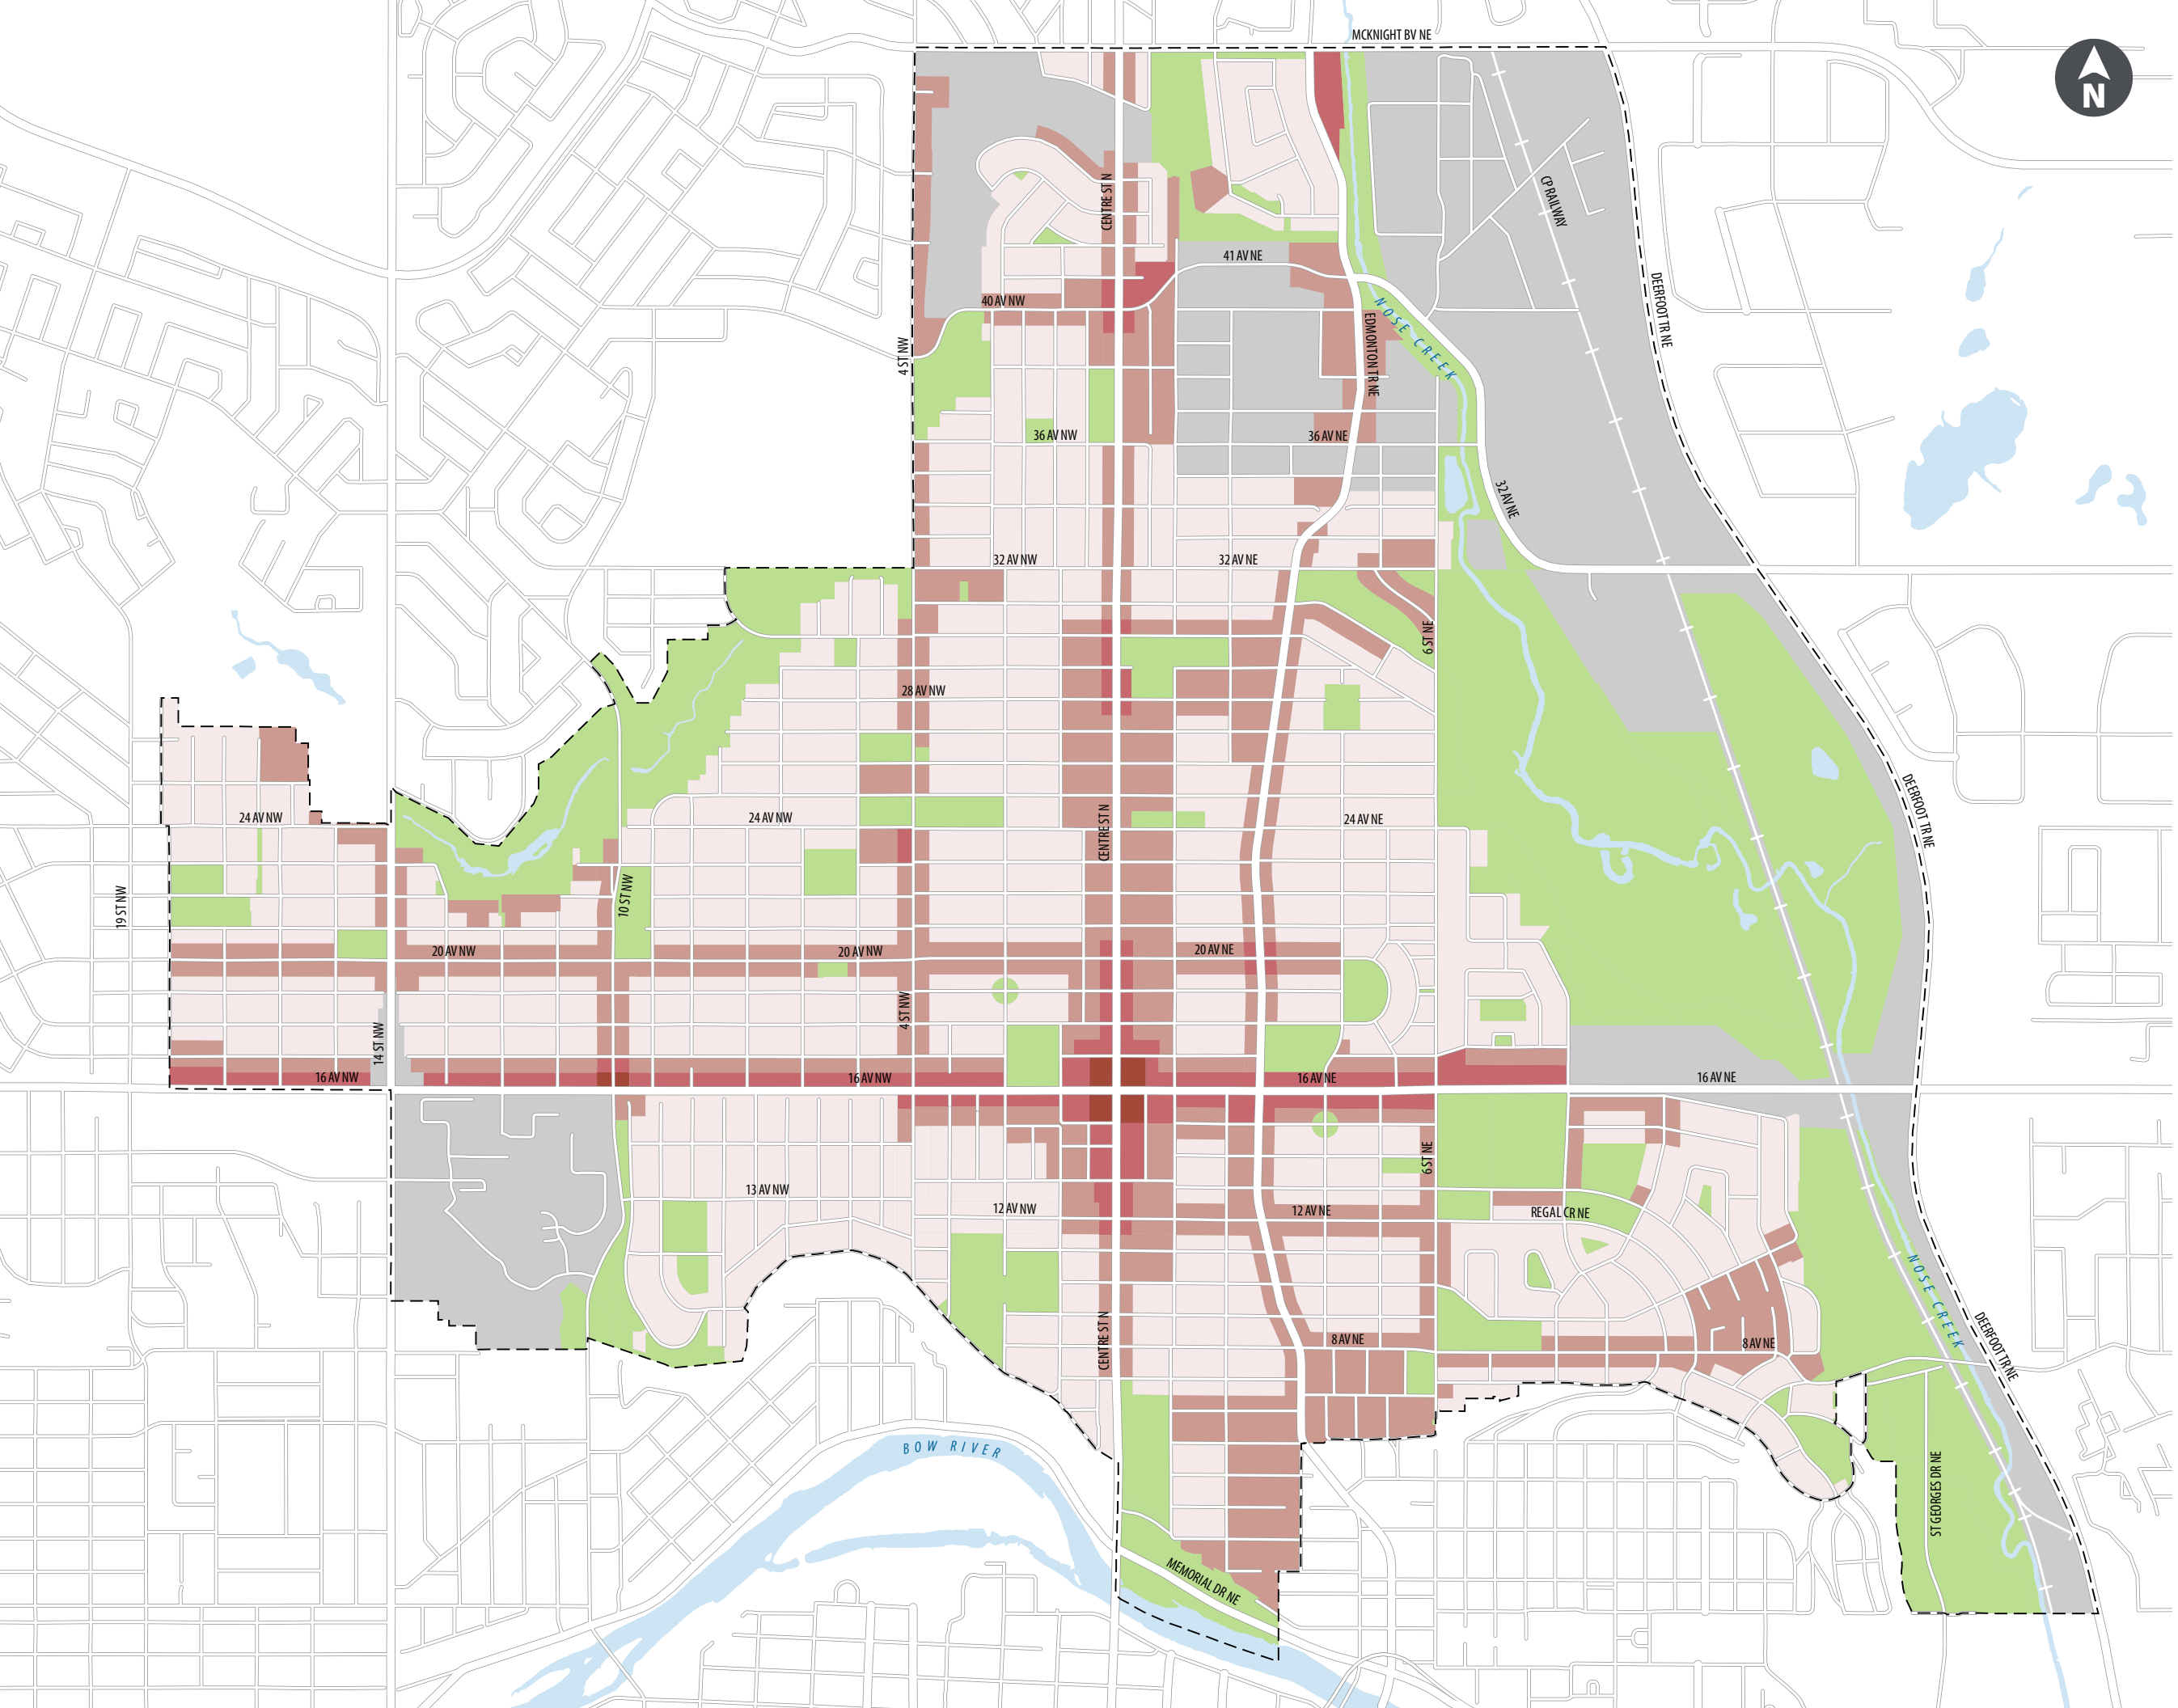 MCKNIGHT BV NE
N
CENTRE ST N
CP RAILWAY
41 AV NE
DEERFOOT TR NE
40 AV NW
NOSE CREEK
EDMONTON TR NE
4 ST NW
36 AV NW
36 AV NE
32 AV NE
32 AV NW
32 AV NE
6 ST NE
28 AV NW
DEERFOOT TR NE
24 AV NW
24 AV NW
CENTRE ST N
24 AV NE
19 ST NW
10 ST NW
20 AV NW
20 AV NW
20 AV NE
4 ST NW
14 ST NW
16 AV NW
16 AV NW
16 AV NE
16 AV NE
6 ST NE
13 AV NW
12 AV NW
12 AV NE
REGAL CR NE
NOSE CREEK
CENTRE ST N
8 AV NE
8 AV NE
DEERFOOT TR NE
BOW RIVER
ST GEORGES DR NE
MEMORIAL DR NE